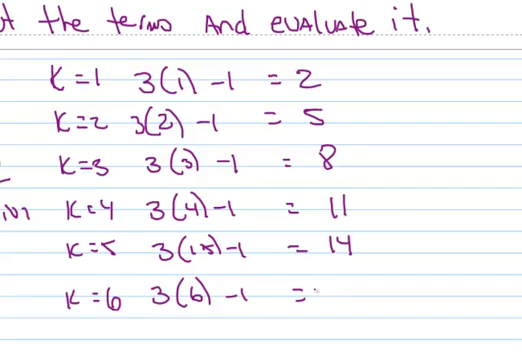 the terms and evaluate it.
K=1 3(1) -1 = 2
K=2 3(2) -1 = 5
K=3 3(3) -1 = 8
K=4 3(4) -1 = 11
K=5 3(5) -1 = 14
K=6 3(6) -1 =